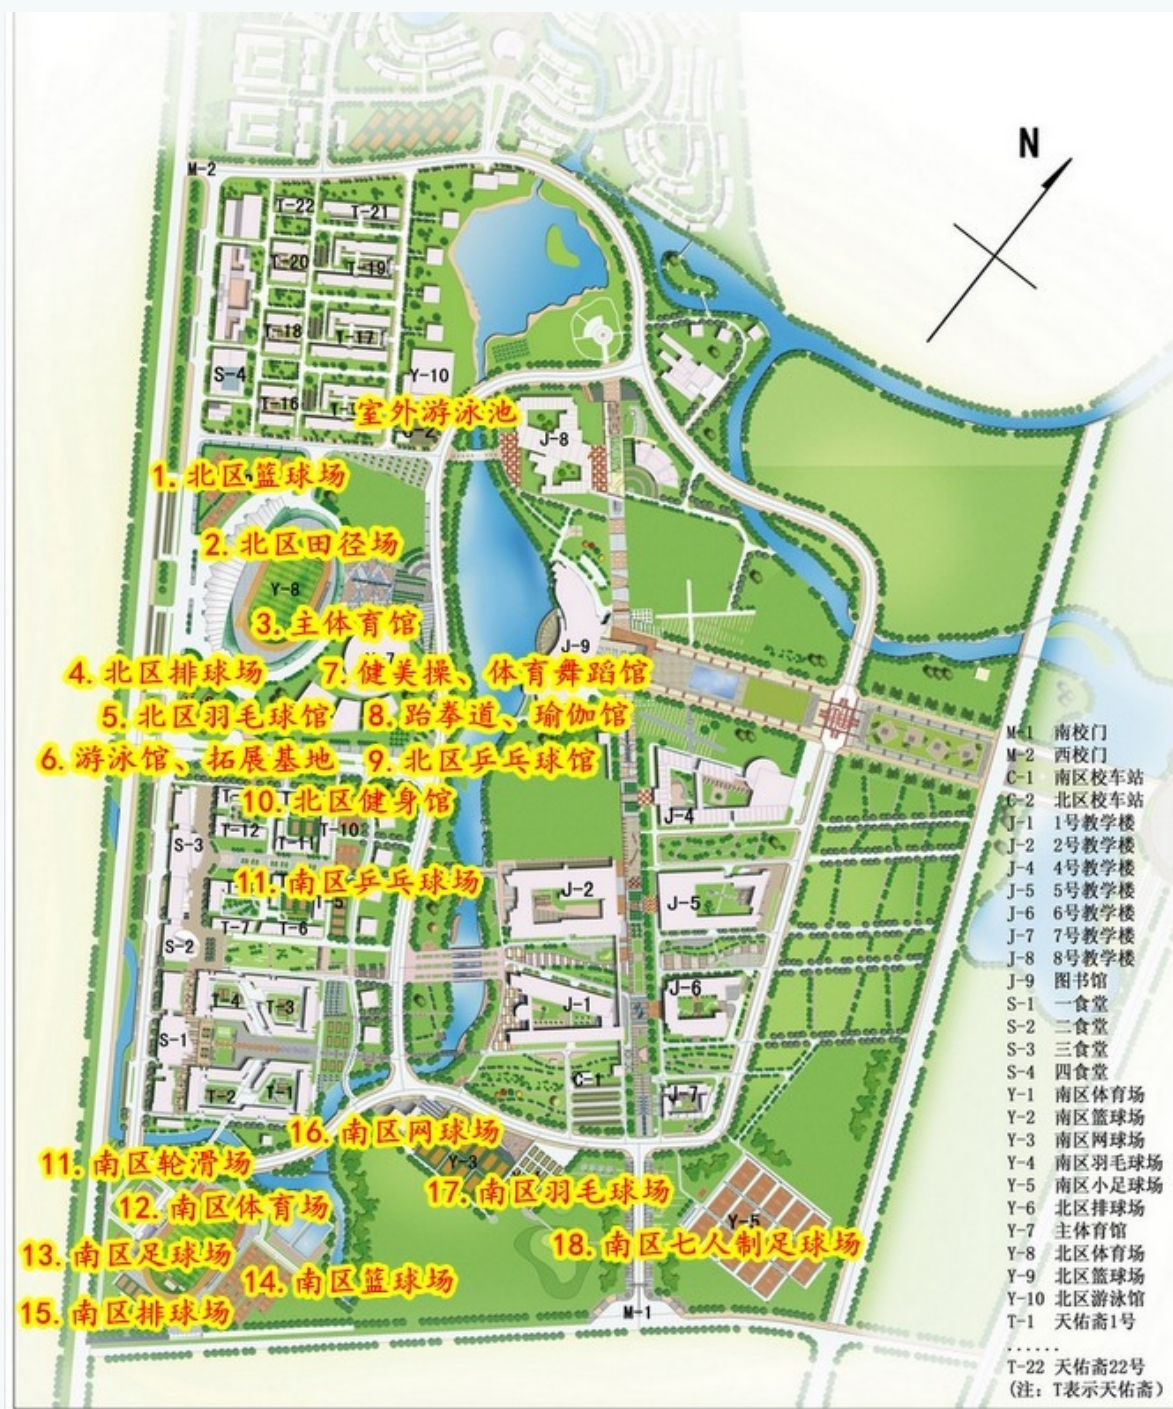 N
M-2
T-22
T-21
T-20
T-19
T-18
T-17
S-4
Y-10
T-16
室外游泳池
J-8
1. 北区篮球场
2. 北区田径场
Y-8
3. 主体育馆
J-9
4. 北区排球场
7. 健美操、体育舞蹈馆
5. 北区羽毛球馆
8. 跆拳道、瑜伽馆
6. 游泳馆、拓展基地
9. 北区乒乓球馆
10. 北区健身馆
J-4
T-12
T-10
T-11
S-3
11. 南区乒乓球场
T-5
J-2
J-5
T-7
T-6
S-2
T-4
T-3
J-1
J-6
S-1
T-2
T-1
C-1
J-7
16. 南区网球场
Y-3
11. 南区轮滑场
17. 南区羽毛球场
12. 南区体育场
Y-5
18. 南区七人制足球场
13. 南区足球场
14. 南区篮球场
15. 南区排球场
M-1
M-1 南校门
M-2 西校门
C-1 南区校车站
C-2 北区校车站
J-1 1号教学楼
J-2 2号教学楼
J-4 4号教学楼
J-5 5号教学楼
J-6 6号教学楼
J-7 7号教学楼
J-8 8号教学楼
J-9 图书馆
S-1 一食堂
S-2 二食堂
S-3 三食堂
S-4 四食堂
Y-1 南区体育场
Y-2 南区篮球场
Y-3 南区网球场
Y-4 南区羽毛球场
Y-5 南区小足球场
Y-6 北区排球场
Y-7 主体育馆
Y-8 北区体育场
Y-9 北区篮球场
Y-10 北区游泳馆
T-1 天佑斋1号
......
T-22 天佑斋22号
(注：T表示天佑斋)